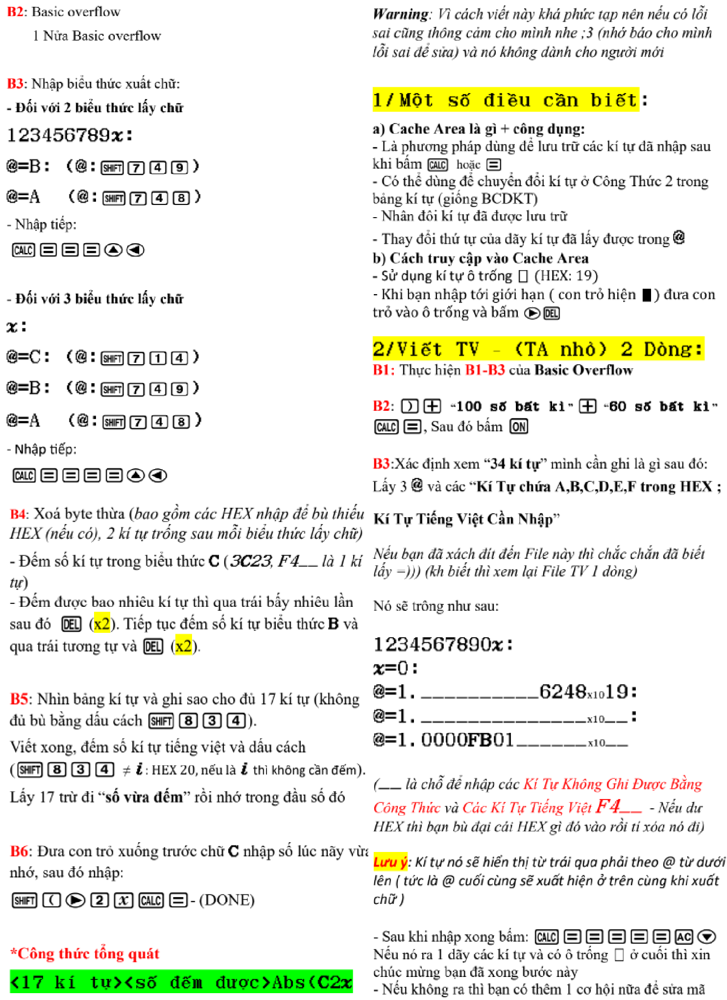 B2: Basic overflow
1 Nửa Basic overflow
B3: Nhập biểu thức xuất chữ:
- Đối với 2 biểu thức lấy chữ
123456789x:
@=B: (@: SHIFT 7 4 9 )
@=A (@: SHIFT 7 4 8 )
- Nhập tiếp:
CALC = = = ▲ ◀
- Đối với 3 biểu thức lấy chữ
x:
@=C: (@: SHIFT 7 1 4 )
@=B: (@: SHIFT 7 4 9 )
@=A (@: SHIFT 7 4 8 )
- Nhập tiếp:
CALC = = = = ▲ ◀
B4: Xoá byte thừa (bao gồm các HEX nhập để bù thiếu
HEX (nếu có), 2 kí tự trống sau mỗi biểu thức lấy chữ)
- Đếm số kí tự trong biểu thức C (3C23, F4__ là 1 kí
tự)
- Đếm được bao nhiêu kí tự thì qua trái bấy nhiêu lần
sau đó DEL (x2). Tiếp tục đếm số kí tự biểu thức B và
qua trái tương tự và DEL (x2).
B5: Nhìn bảng kí tự và ghi sao cho đủ 17 kí tự (không
đủ bù bằng dấu cách SHIFT 8 3 4 ).
Viết xong, đếm số kí tự tiếng việt và dấu cách
( SHIFT 8 3 4 ≠ i : HEX 20, nếu là i thì không cần đếm).
Lấy 17 trừ đi “số vừa đếm” rồi nhớ trong đầu số đó
B6: Đưa con trỏ xuống trước chữ C nhập số lúc nãy vừa
nhớ, sau đó nhập:
SHIFT ( ▶ 2 x CALC = - (DONE)
*Công thức tổng quát
<17 kí tự><số đếm được>Abs(C2x
Warning: Vì cách viết này khá phức tạp nên nếu có lỗi
sai cũng thông cảm cho mình nhe ;3 (nhớ báo cho mình
lỗi sai để sửa) và nó không dành cho người mới
1/Một số điều cần biết:
a) Cache Area là gì + công dụng:
- Là phương pháp dùng để lưu trữ các kí tự đã nhập sau
khi bấm CALC hoặc =
- Có thể dùng để chuyển đổi kí tự ở Công Thức 2 trong
bảng kí tự (giống BCDKT)
- Nhân đôi kí tự đã được lưu trữ
- Thay đổi thứ tự của dãy kí tự đã lấy được trong @
b) Cách truy cập vào Cache Area
- Sử dụng kí tự ô trống □ (HEX: 19)
- Khi bạn nhập tới giới hạn ( con trỏ hiện ■ ) đưa con
trỏ vào ô trống và bấm ▶ DEL
2/Viết TV - (TA nhỏ) 2 Dòng:
B1: Thực hiện B1-B3 của Basic Overflow
B2: ) + “100 số bất kì” + “60 số bất kì”
CALC = , Sau đó bấm ON
B3:Xác định xem “34 kí tự” mình cần ghi là gì sau đó:
Lấy 3 @ và các “Kí Tự chứa A,B,C,D,E,F trong HEX ;
Kí Tự Tiếng Việt Cần Nhập”
Nếu bạn đã xách đít đến File này thì chắc chắn đã biết
lấy =))) (kh biết thì xem lại File TV 1 dòng)
Nó sẽ trông như sau:
1234567890x:
x=0:
@=1.__________6248x1019:
@=1.______________x10__:
@=1.0000FB01______x10__
(__ là chỗ để nhập các Kí Tự Không Ghi Được Bằng
Công Thức và Các Kí Tự Tiếng Việt F4__ - Nếu dư
HEX thì bạn bù đại cái HEX gì đó vào rồi tí xóa nó đi)
Lưu ý: Kí tự nó sẽ hiển thị từ trái qua phải theo @ từ dưới
lên ( tức là @ cuối cùng sẽ xuất hiện ở trên cùng khi xuất
chữ )
- Sau khi nhập xong bấm: CALC = = = = = AC ▼
Nếu nó ra 1 dãy các kí tự và có ô trống □ ở cuối thì xin
chúc mừng bạn đã xong bước này
- Nếu không ra thì bạn có thêm 1 cơ hội nữa để sửa mã